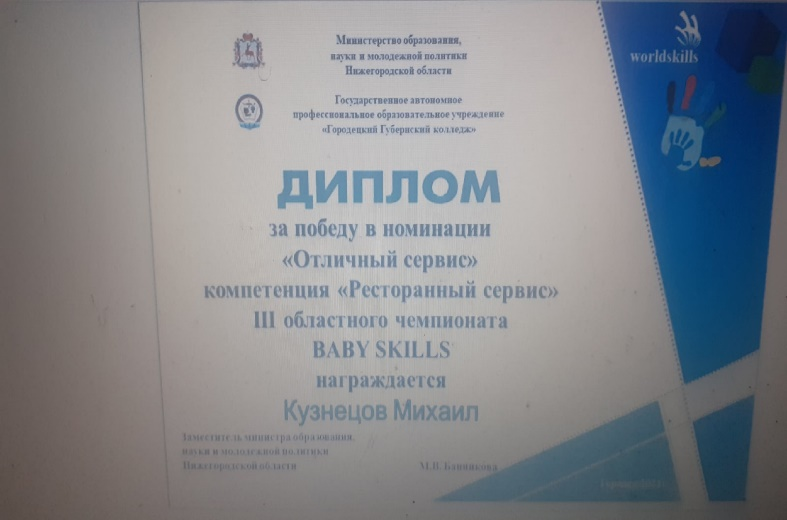 Министерство образования,
науки и молодежной политики
Нижегородской области
worldskills
Государственное автономное
профессиональное образовательное учреждение
«Городецкий Губернский колледж»
ДИПЛОМ
за победу в номинации
«Отличный сервис»
компетенция «Ресторанный сервис»
III областного чемпионата
BABY SKILLS
награждается
Кузнецов Михаил
Заместитель министра образования,
науки и молодежной политики
Нижегородской области
М.В. Банникова